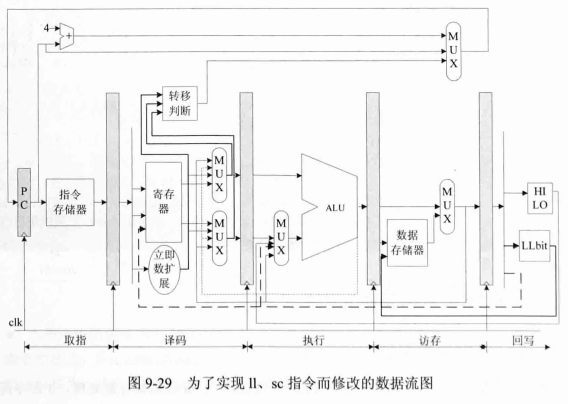 4
+
M
U
X
转移
判断
P
C
指令
存储器
寄存
器
立即
数扩
展
M
U
X
M
U
X
M
U
X
ALU
数据
存储器
M
U
X
HI
LO
LLbit
clk
取指
译码
执行
访存
回写
图 9-29 为了实现 ll、sc 指令而修改的数据流图